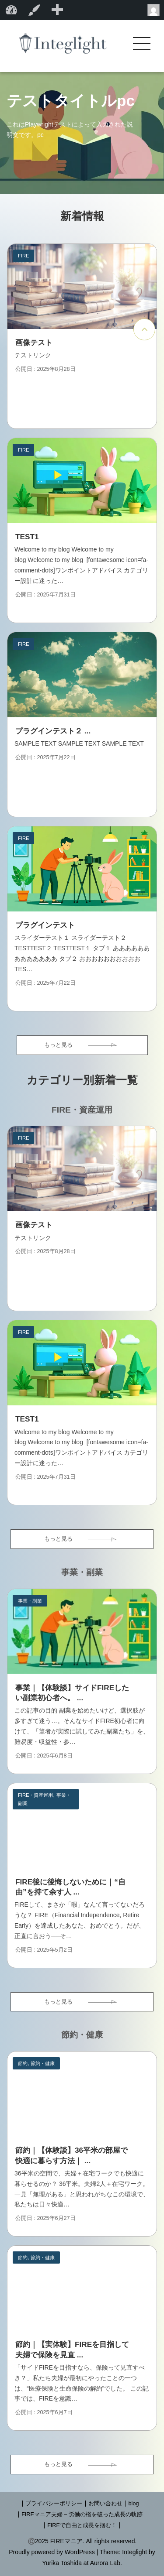 Integlight
テストタイトルpc
これはPlaywrightテストによって入力された説
明文です。pc
新着情報
FIRE
画像テスト
テストリンク
公開日 : 2025年8月28日
FIRE
TEST1
Welcome to my blog Welcome to my
blog Welcome to my blog  [fontawesome icon=fa-
comment-dots]ワンポイントアドバイス カテゴリ
ー設計に迷った…
公開日 : 2025年7月31日
FIRE
プラグインテスト２ ...
SAMPLE TEXT SAMPLE TEXT SAMPLE TEXT
公開日 : 2025年7月22日
FIRE
プラグインテスト
スライダーテスト１ スライダーテスト２
TESTTEST２ TESTTEST１ タブ１ ああああああ
あああああああ タブ２ おおおおおおおおおお
TES…
公開日 : 2025年7月22日
もっと見る
カテゴリー別新着一覧
FIRE・資産運用
FIRE
画像テスト
テストリンク
公開日 : 2025年8月28日
FIRE
TEST1
Welcome to my blog Welcome to my
blog Welcome to my blog  [fontawesome icon=fa-
comment-dots]ワンポイントアドバイス カテゴリ
ー設計に迷った…
公開日 : 2025年7月31日
もっと見る
事業・副業
事業・副業
事業｜【体験談】サイドFIREした
い副業初心者へ。 ...
この記事の目的 副業を始めたいけど、選択肢が
多すぎて迷う…。そんなサイドFIRE初心者に向
けて、「筆者が実際に試してみた副業たち」を、
難易度・収益性・参…
公開日 : 2025年6月8日
FIRE・資産運用, 事業・
副業
FIRE後に後悔しないために｜“自
由”を持て余す人 ...
FIREして、まさか「暇」なんて言ってないだろ
うな？ FIRE（Financial Independence, Retire
Early）を達成したあなた、おめでとう。だが、
正直に言おう──そ…
公開日 : 2025年5月2日
もっと見る
節約・健康
節約, 節約・健康
節約｜【体験談】36平米の部屋で
快適に暮らす方法｜ ...
36平米の空間で、夫婦＋在宅ワークでも快適に
暮らせるのか？ 36平米、夫婦2人＋在宅ワーク。
一見「無理がある」と思われがちなこの環境で、
私たちは日々快適…
公開日 : 2025年6月27日
節約, 節約・健康
節約｜【実体験】FIREを目指して
夫婦で保険を見直 ...
「サイドFIREを目指すなら、保険って見直すべ
き？」私たち夫婦が最初にやったことの一つ
は、“医療保険と生命保険の解約”でした。 この記
事では、FIREを意識…
公開日 : 2025年6月7日
もっと見る
| プライバシーポリシー | お問い合わせ | blog
| FIREマニア夫婦 – 労働の檻を破った成長の軌跡
| FIREで自由と成長を掴む！ |
Ⓒ2025 FIREマニア. All rights reserved.
Proudly powered by WordPress | Theme: Integlight by
Yurika Toshida at Aurora Lab.